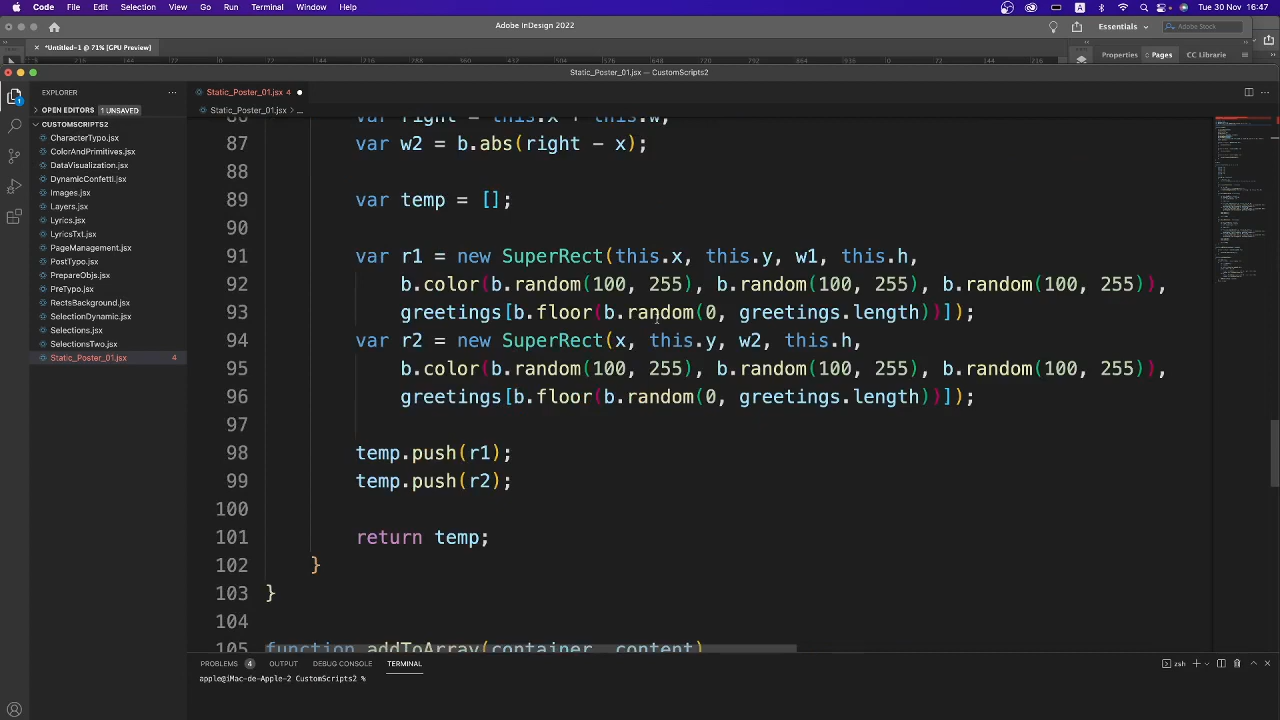 Code File Edit Selection View Go Run Terminal Window Help Tue 30 Nov 16:47
Adobe InDesign 2022 Essentials Adobe Stock
*Untitled-1 @ 71% [GPU Preview] Properties Pages CC Libraries
Static_Poster_01.jsx — CustomScripts2
EXPLORER
Static_Poster_01.jsx 4
OPEN EDITORS 1 UNSAVED
Static_Poster_01.jsx > ...
CUSTOMSCRIPTS2
CharacterTypo.jsx
ColorAndPrimitives.jsx
DataVisualization.jsx
DynamicConfetti.jsx
Images.jsx
Layers.jsx
Lyrics.jsx
LyricsTxt.jsx
PageManagement.jsx
PostTypo.jsx
PrepareObjs.jsx
PreTypo.jsx
RectsBackground.jsx
SelectionDynamic.jsx
Selections.jsx
SelectionsTwo.jsx
Static_Poster_01.jsx 4
86 var right = this.x + this.w;
87 var w2 = b.abs(right - x);
88
89 var temp = [];
90
91 var r1 = new SuperRect(this.x, this.y, w1, this.h,
92 b.color(b.random(100, 255), b.random(100, 255), b.random(100, 255)),
93 greetings[b.floor(b.random(0, greetings.length))]);
94 var r2 = new SuperRect(x, this.y, w2, this.h,
95 b.color(b.random(100, 255), b.random(100, 255), b.random(100, 255)),
96 greetings[b.floor(b.random(0, greetings.length))]);
97
98 temp.push(r1);
99 temp.push(r2);
100
101 return temp;
102 }
103 }
104
105 function addToArray(container, content)
PROBLEMS 4 OUTPUT DEBUG CONSOLE TERMINAL zsh
apple@iMac-de-Apple-2 CustomScripts2 %